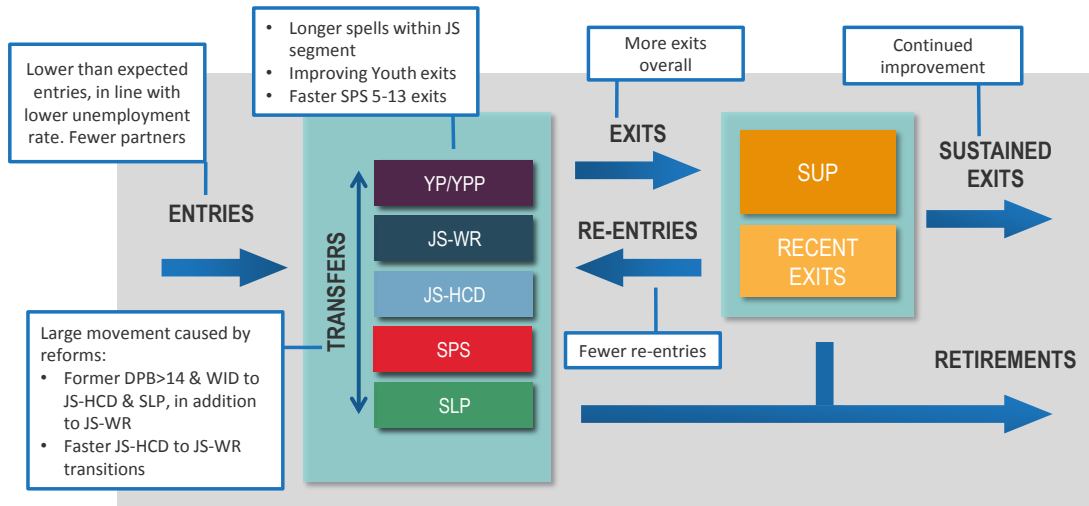 Lower than expected
entries, in line with
lower unemployment
rate. Fewer partners
• Longer spells within JS
segment
• Improving Youth exits
• Faster SPS 5-13 exits
More exits
overall
Continued
improvement
ENTRIES
TRANSFERS
YP/YPP
JS-WR
JS-HCD
SPS
SLP
EXITS
RE-ENTRIES
Fewer re-entries
SUP
RECENT
EXITS
SUSTAINED
EXITS
RETIREMENTS
Large movement caused by
reforms:
• Former DPB>14 & WID to
JS-HCD & SLP, in addition
to JS-WR
• Faster JS-HCD to JS-WR
transitions